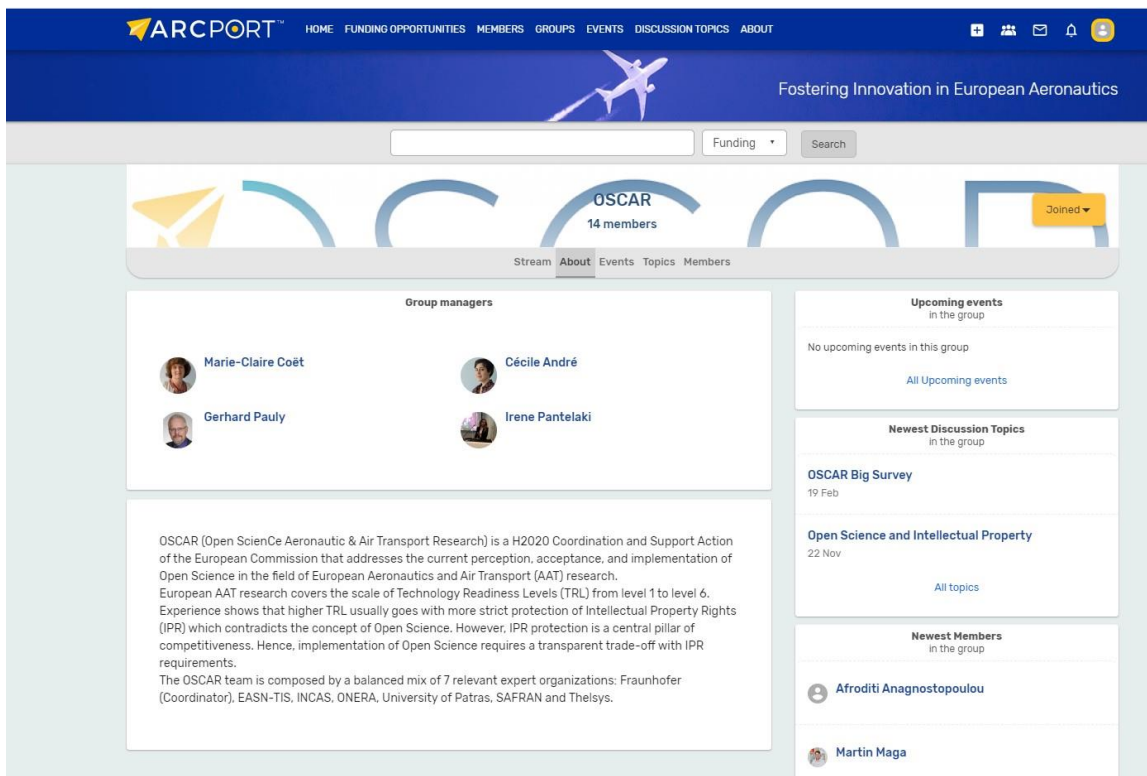 ARCPORT™ HOME FUNDING OPPORTUNITIES MEMBERS GROUPS EVENTS DISCUSSION TOPICS ABOUT
Fostering Innovation in European Aeronautics
Funding Search
OSCAR
14 members
Joined
Stream About Events Topics Members
Group managers
Marie-Claire Coët
Cécile André
Gerhard Pauly
Irene Pantelaki
OSCAR (Open ScienCe Aeronautic & Air Transport Research) is a H2020 Coordination and Support Action
of the European Commission that addresses the current perception, acceptance, and implementation of
Open Science in the field of European Aeronautics and Air Transport (AAT) research.
European AAT research covers the scale of Technology Readiness Levels (TRL) from level 1 to level 6.
Experience shows that higher TRL usually goes with more strict protection of Intellectual Property Rights
(IPR) which contradicts the concept of Open Science. However, IPR protection is a central pillar of
competitiveness. Hence, implementation of Open Science requires a transparent trade-off with IPR
requirements.
The OSCAR team is composed by a balanced mix of 7 relevant expert organizations: Fraunhofer
(Coordinator), EASN-TIS, INCAS, ONERA, University of Patras, SAFRAN and Thelsys.
Upcoming events
in the group
No upcoming events in this group
All Upcoming events
Newest Discussion Topics
in the group
OSCAR Big Survey
19 Feb
Open Science and Intellectual Property
22 Nov
All topics
Newest Members
in the group
Afroditi Anagnostopoulou
Martin Maga